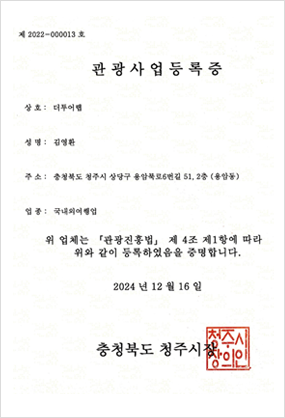 제 2022-000013 호
관 광 사 업 등 록 증
상 호 : 더투어랩
성 명 : 김영환
주 소 : 충청북도 청주시 상당구 용암북로6번길 51, 2층 (용암동)
업 종 : 국내외여행업
위 업체는 「관광진흥법」 제 4조 제1항에 따라
위와 같이 등록하였음을 증명합니다.
2024 년 12 월 16 일
충청북도 청주시장
청주시
장의인